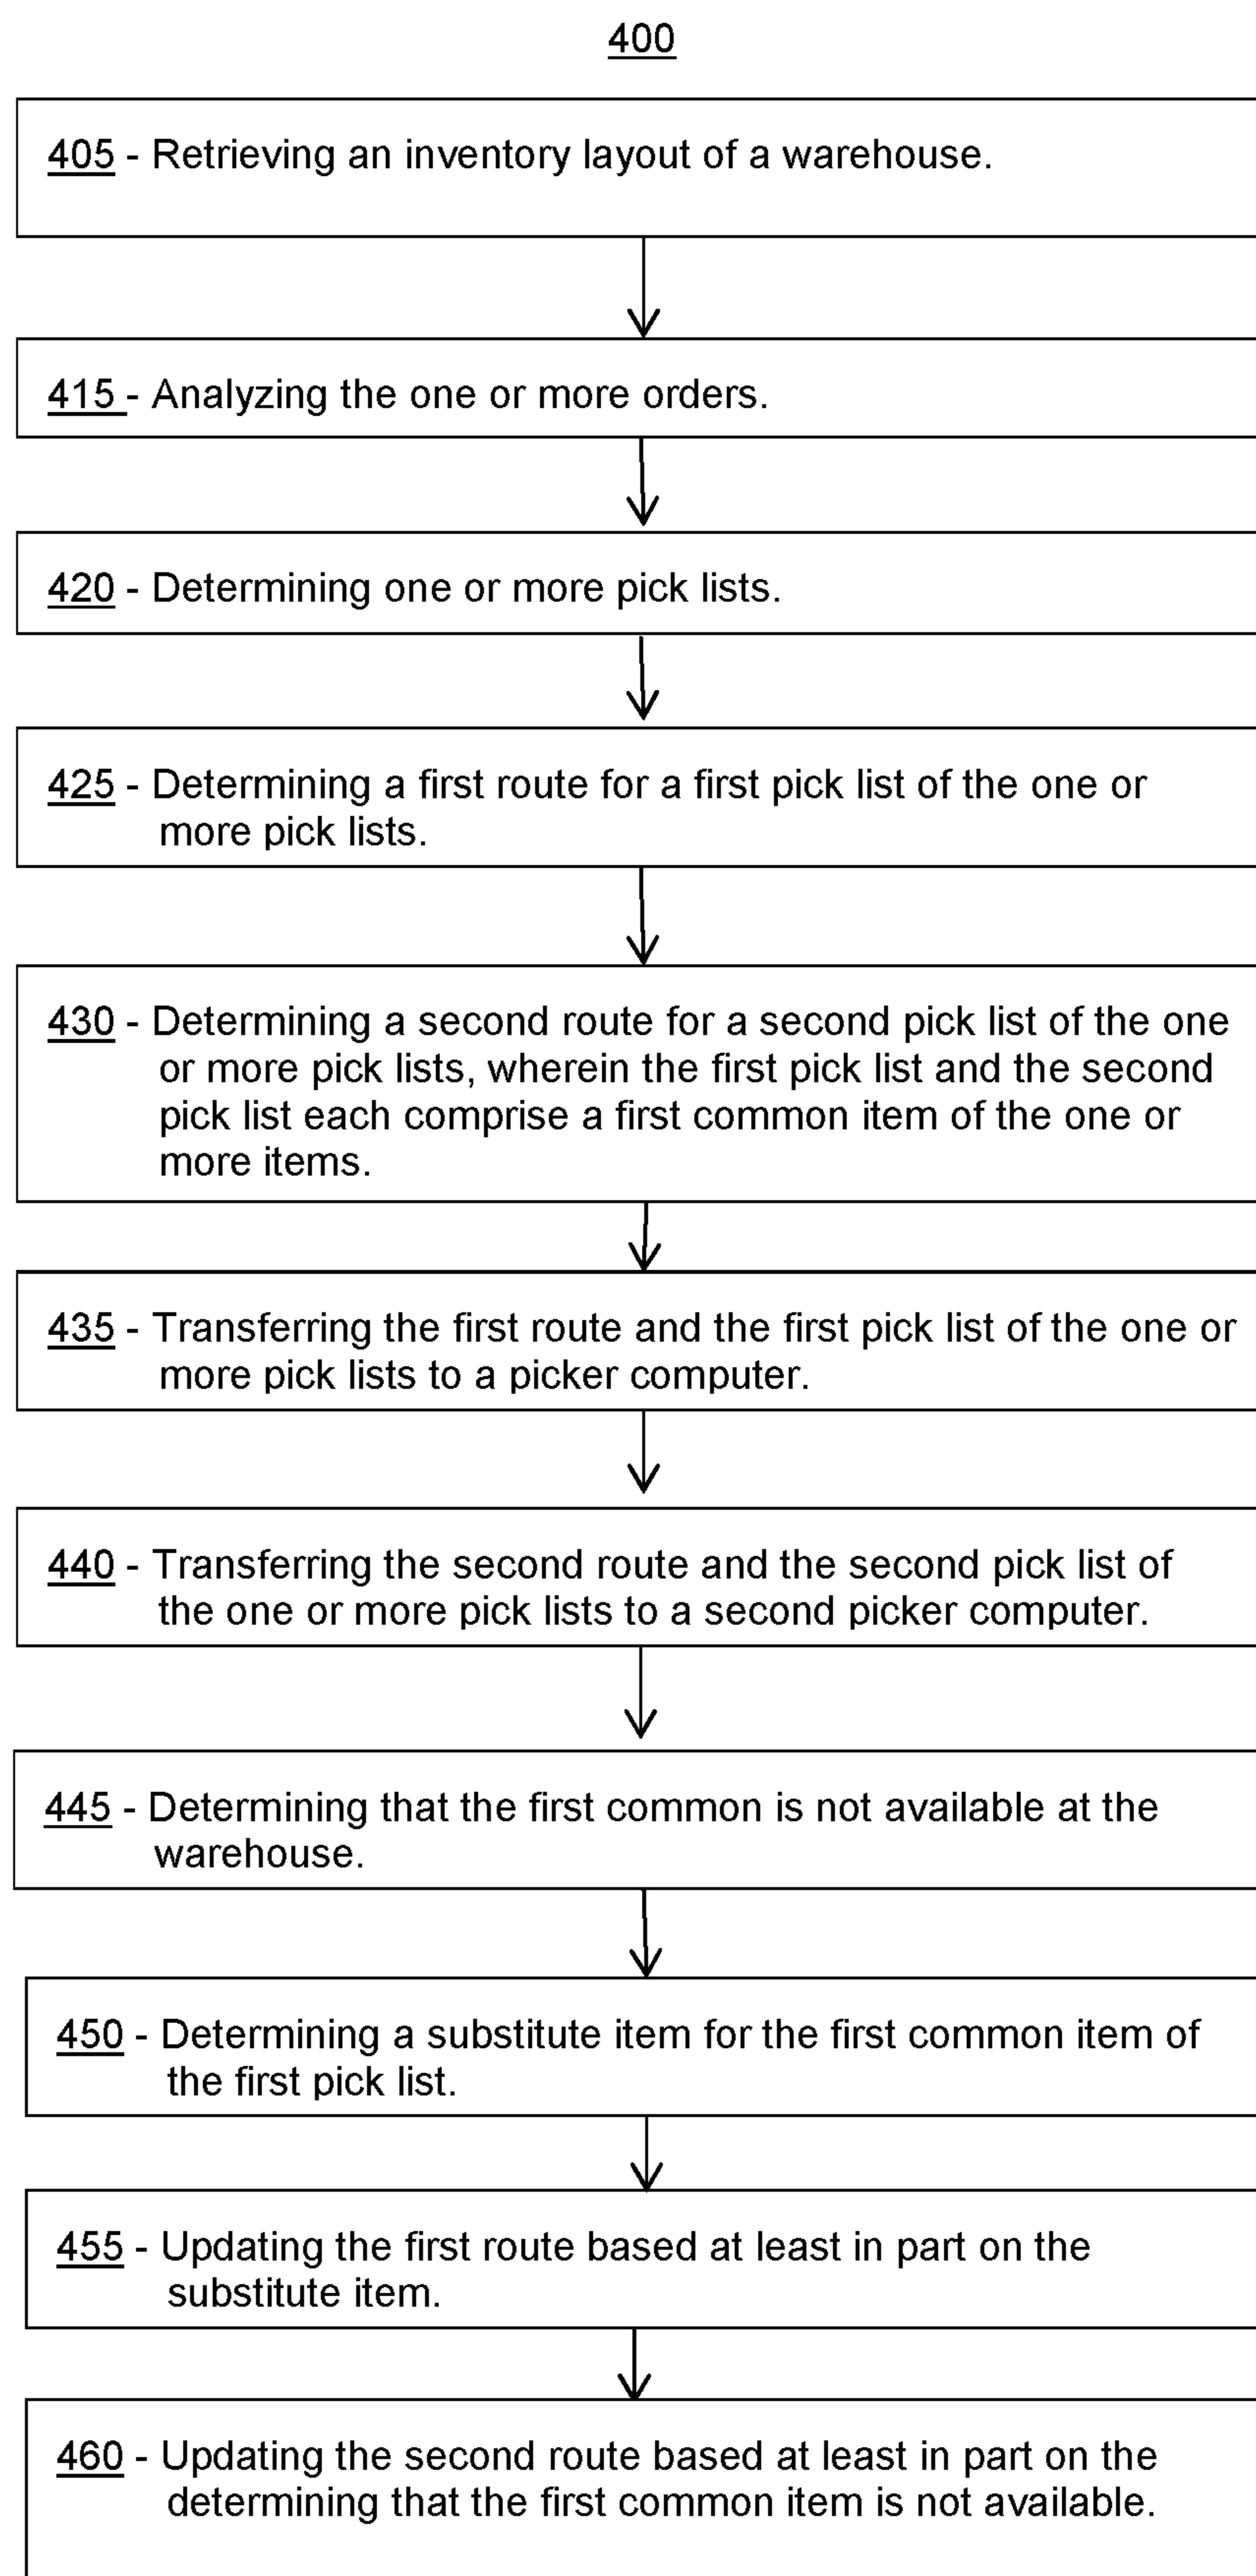 400
405 - Retrieving an inventory layout of a warehouse.
415 - Analyzing the one or more orders.
420 - Determining one or more pick lists.
425 - Determining a first route for a first pick list of the one or
more pick lists.
430 - Determining a second route for a second pick list of the one
or more pick lists, wherein the first pick list and the second
pick list each comprise a first common item of the one or
more items.
435 - Transferring the first route and the first pick list of the one or
more pick lists to a picker computer.
440 - Transferring the second route and the second pick list of
the one or more pick lists to a second picker computer.
445 - Determining that the first common is not available at the
warehouse.
450 - Determining a substitute item for the first common item of
the first pick list.
455 - Updating the first route based at least in part on the
substitute item.
460 - Updating the second route based at least in part on the
determining that the first common item is not available.